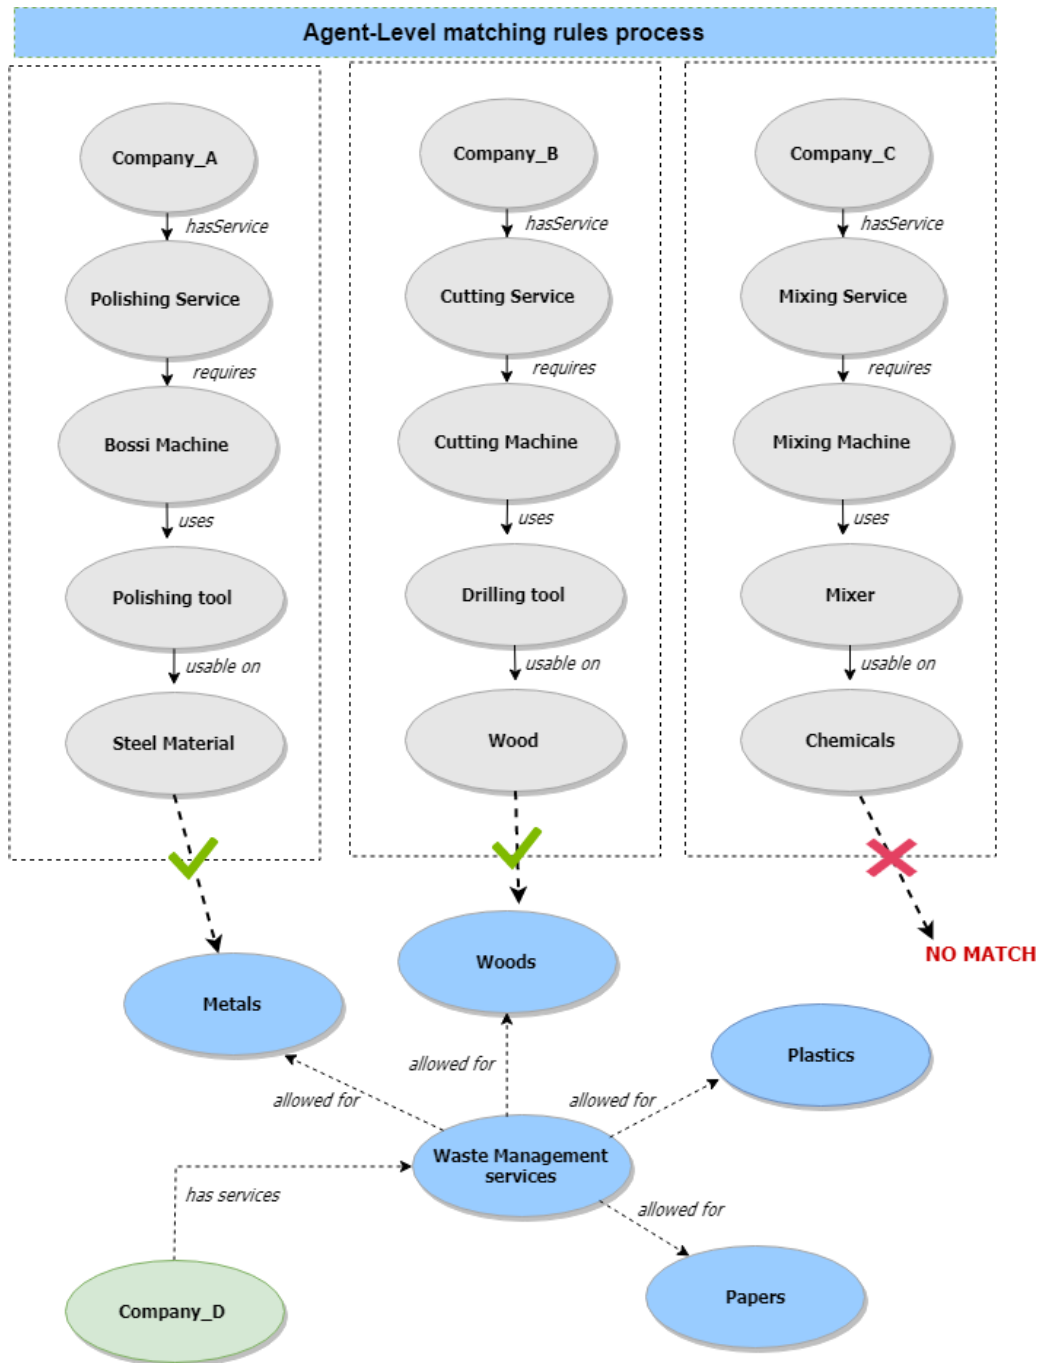 Agent-Level matching rules process
Company_A
hasService
Polishing Service
requires
Bossi Machine
uses
Polishing tool
usable on
Steel Material
Company_B
hasService
Cutting Service
requires
Cutting Machine
uses
Drilling tool
usable on
Wood
Company_C
hasService
Mixing Service
requires
Mixing Machine
uses
Mixer
usable on
Chemicals
NO MATCH
Metals
Woods
Plastics
allowed for
allowed for
allowed for
Waste Management
services
has services
allowed for
Company_D
Papers